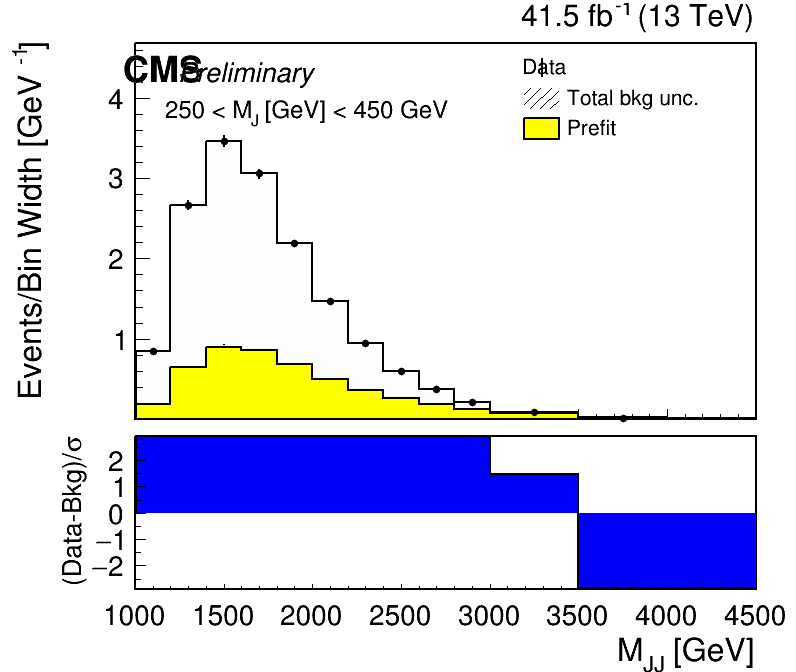 41.5 fb⁻¹ (13 TeV)
Events/Bin Width [GeV⁻¹]
CMS Preliminary
250 < M_J [GeV] < 450 GeV
Data
Total bkg unc.
Prefit
4
3
2
1
(Data-Bkg)/σ
2
1
0
−1
−2
1000 1500 2000 2500 3000 3500 4000 4500
M_JJ [GeV]